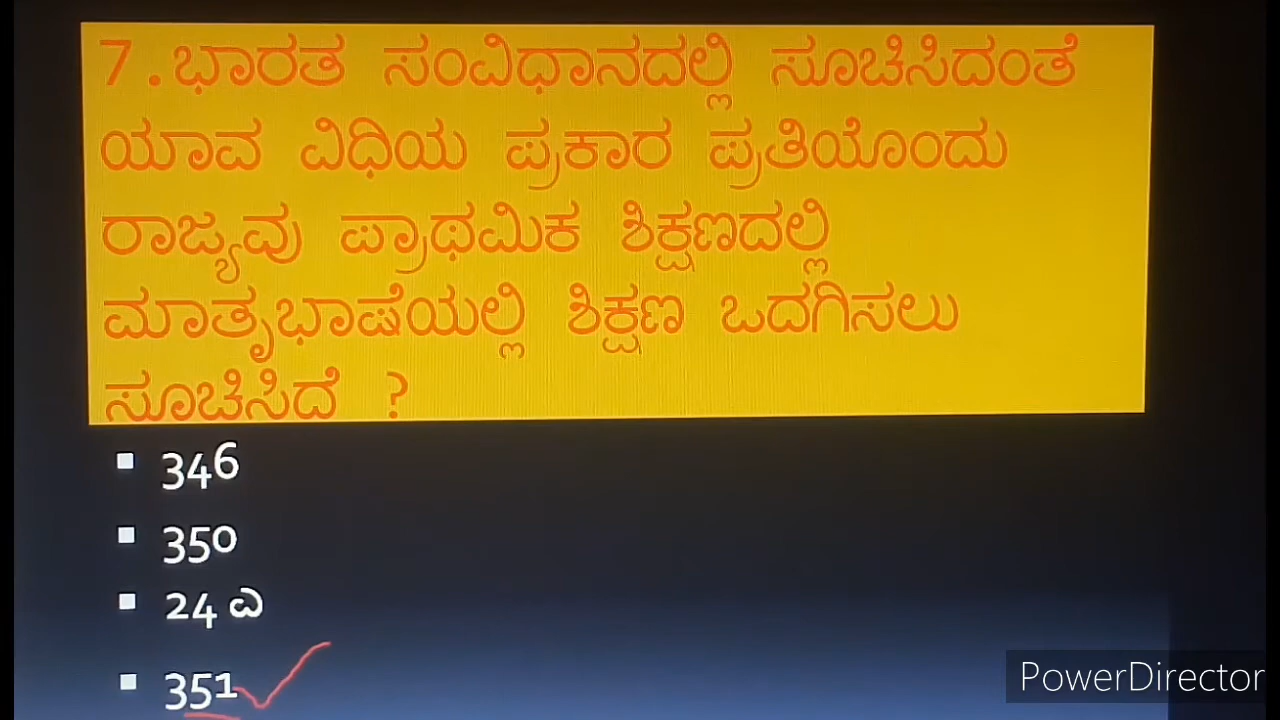 7.ಭಾರತ ಸಂವಿಧಾನದಲ್ಲಿ ಸೂಚಿಸಿದಂತೆ
ಯಾವ ವಿಧಿಯ ಪ್ರಕಾರ ಪ್ರತಿಯೊಂದು
ರಾಜ್ಯವು ಪ್ರಾಥಮಿಕ ಶಿಕ್ಷಣದಲ್ಲಿ
ಮಾತೃಭಾಷೆಯಲ್ಲಿ ಶಿಕ್ಷಣ ಒದಗಿಸಲು
ಸೂಚಿಸಿದೆ ?
346
350
24 ಎ
351
PowerDirector